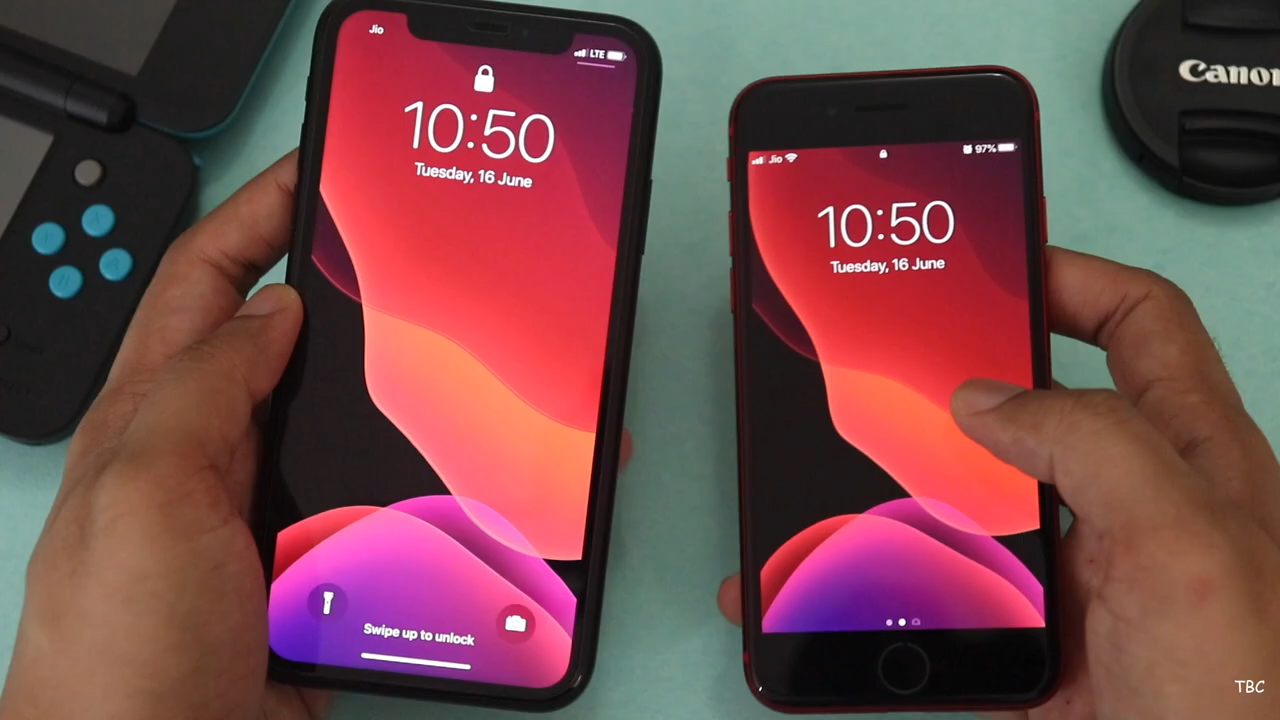 Jio
LTE
10:50
Tuesday, 16 June
Swipe up to unlock
Jio
97%
10:50
Tuesday, 16 June
Canon
TBC